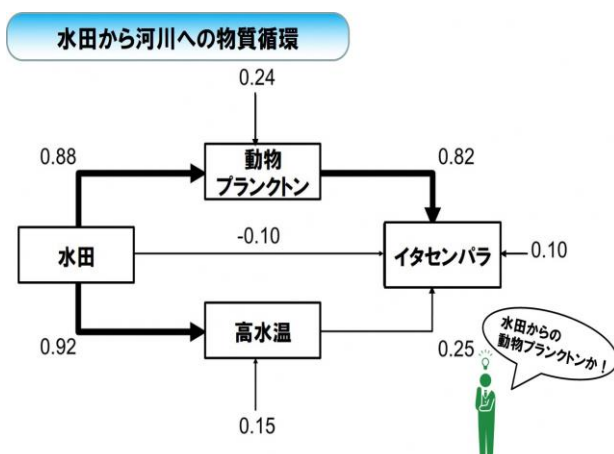 水田から河川への物質循環
0.24
0.88
動物
プランクトン
0.82
水田
-0.10
イタセンパラ
0.10
0.92
高水温
0.25
0.15
水田からの
動物プランクトンか！